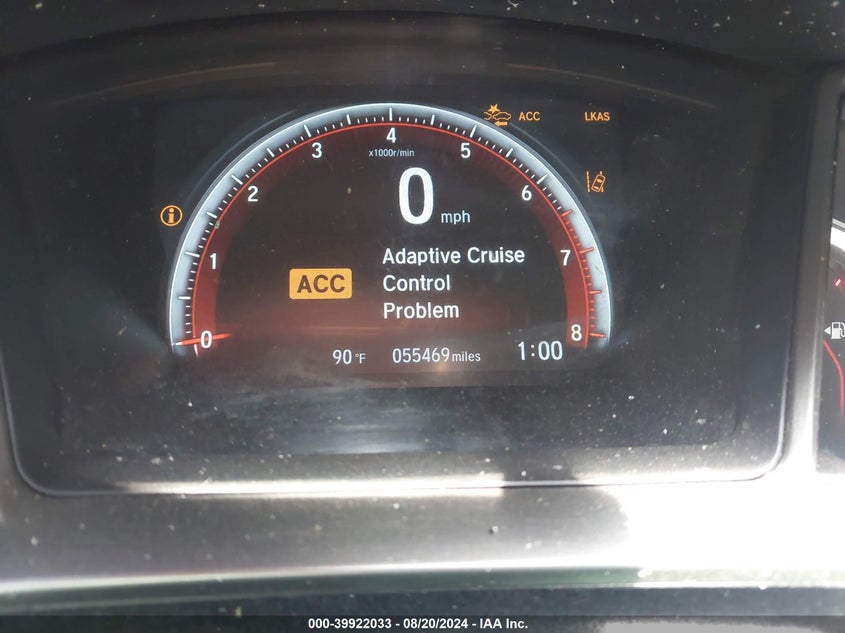 ACC LKAS
4
3 5
x1000r/min
2 6
0 mph
1 7
Adaptive Cruise
ACC Control
Problem
0 8
90 °F 055469 miles 1:00
000-39922033 - 08/20/2024 - IAA Inc.